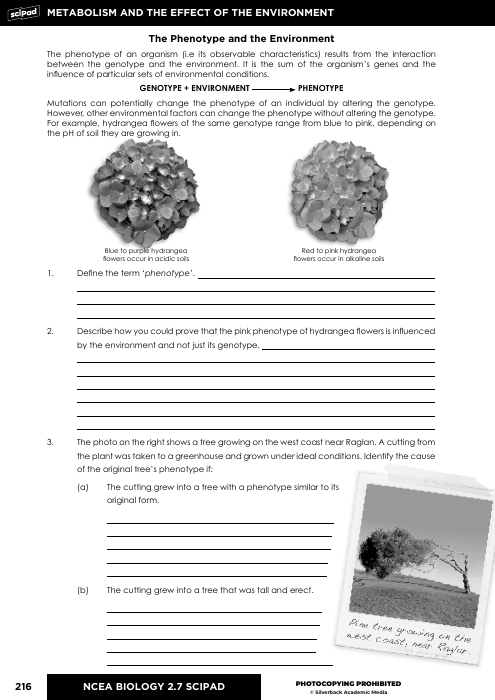 scipad
METABOLISM AND THE EFFECT OF THE ENVIRONMENT
The Phenotype and the Environment
The phenotype of an organism (i.e its observable characteristics) results from the interaction
between the genotype and the environment. It is the sum of the organism's genes and the
influence of particular sets of environmental conditions.
GENOTYPE + ENVIRONMENT ⟶ PHENOTYPE
Mutations can potentially change the phenotype of an individual by altering the genotype.
However, other environmental factors can change the phenotype without altering the genotype.
For example, hydrangea flowers of the same genotype range from blue to pink, depending on
the pH of soil they are growing in.
Blue to purple hydrangea
flowers occur in acidic soils
Red to pink hydrangea
flowers occur in alkaline soils
1. Define the term 'phenotype'.
2. Describe how you could prove that the pink phenotype of hydrangea flowers is influenced
by the environment and not just its genotype.
3. The photo on the right shows a tree growing on the west coast near Raglan. A cutting from
the plant was taken to a greenhouse and grown under ideal conditions. Identify the cause
of the original tree's phenotype if:
(a) The cutting grew into a tree with a phenotype similar to its
original form.
(b) The cutting grew into a tree that was tall and erect.
Pine tree growing on the
west coast, near Raglan.
216
NCEA BIOLOGY 2.7 SCIPAD
PHOTOCOPYING PROHIBITED
© Silverback Academic Media